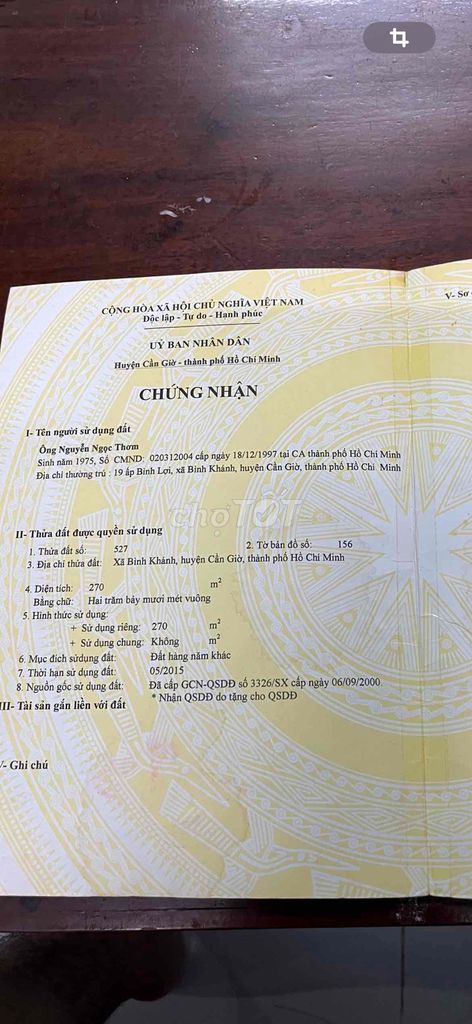 CỘNG HÒA XÃ HỘI CHỦ NGHĨA VIỆT NAM
Độc lập - Tự do - Hạnh phúc
V- Sơ
UỶ BAN NHÂN DÂN
Huyện Cần Giờ - thành phố Hồ Chí Minh
CHỨNG NHẬN
I- Tên người sử dụng đất
Ông Nguyễn Ngọc Thơm
Sinh năm 1975, Số CMND: 020312004 cấp ngày 18/12/1997 tại CA thành phố Hồ Chí Minh
Địa chỉ thường trú : 19 ấp Bình Lợi, xã Bình Khánh, huyện Cần Giờ, thành phố Hồ Chí Minh
chợ TỐT
II- Thửa đất được quyền sử dụng
1. Thửa đất số: 527 2. Tờ bản đồ số: 156
3. Địa chỉ thửa đất: Xã Bình Khánh, huyện Cần Giờ, thành phố Hồ Chí Minh
4. Diện tích: 270 m²
Bằng chữ: Hai trăm bảy mươi mét vuông
5. Hình thức sử dụng:
+ Sử dụng riêng: 270 m²
+ Sử dụng chung: Không m²
6. Mục đích sửdụng đất: Đất hàng năm khác
7. Thời hạn sử dụng đất: 05/2015
8. Nguồn gốc sử dụng đất: Đã cấp GCN-QSDĐ số 3326/SX cấp ngày 06/09/2000
* Nhận QSDĐ do tặng cho QSDĐ
III- Tài sản gắn liền với đất
V- Ghi chú